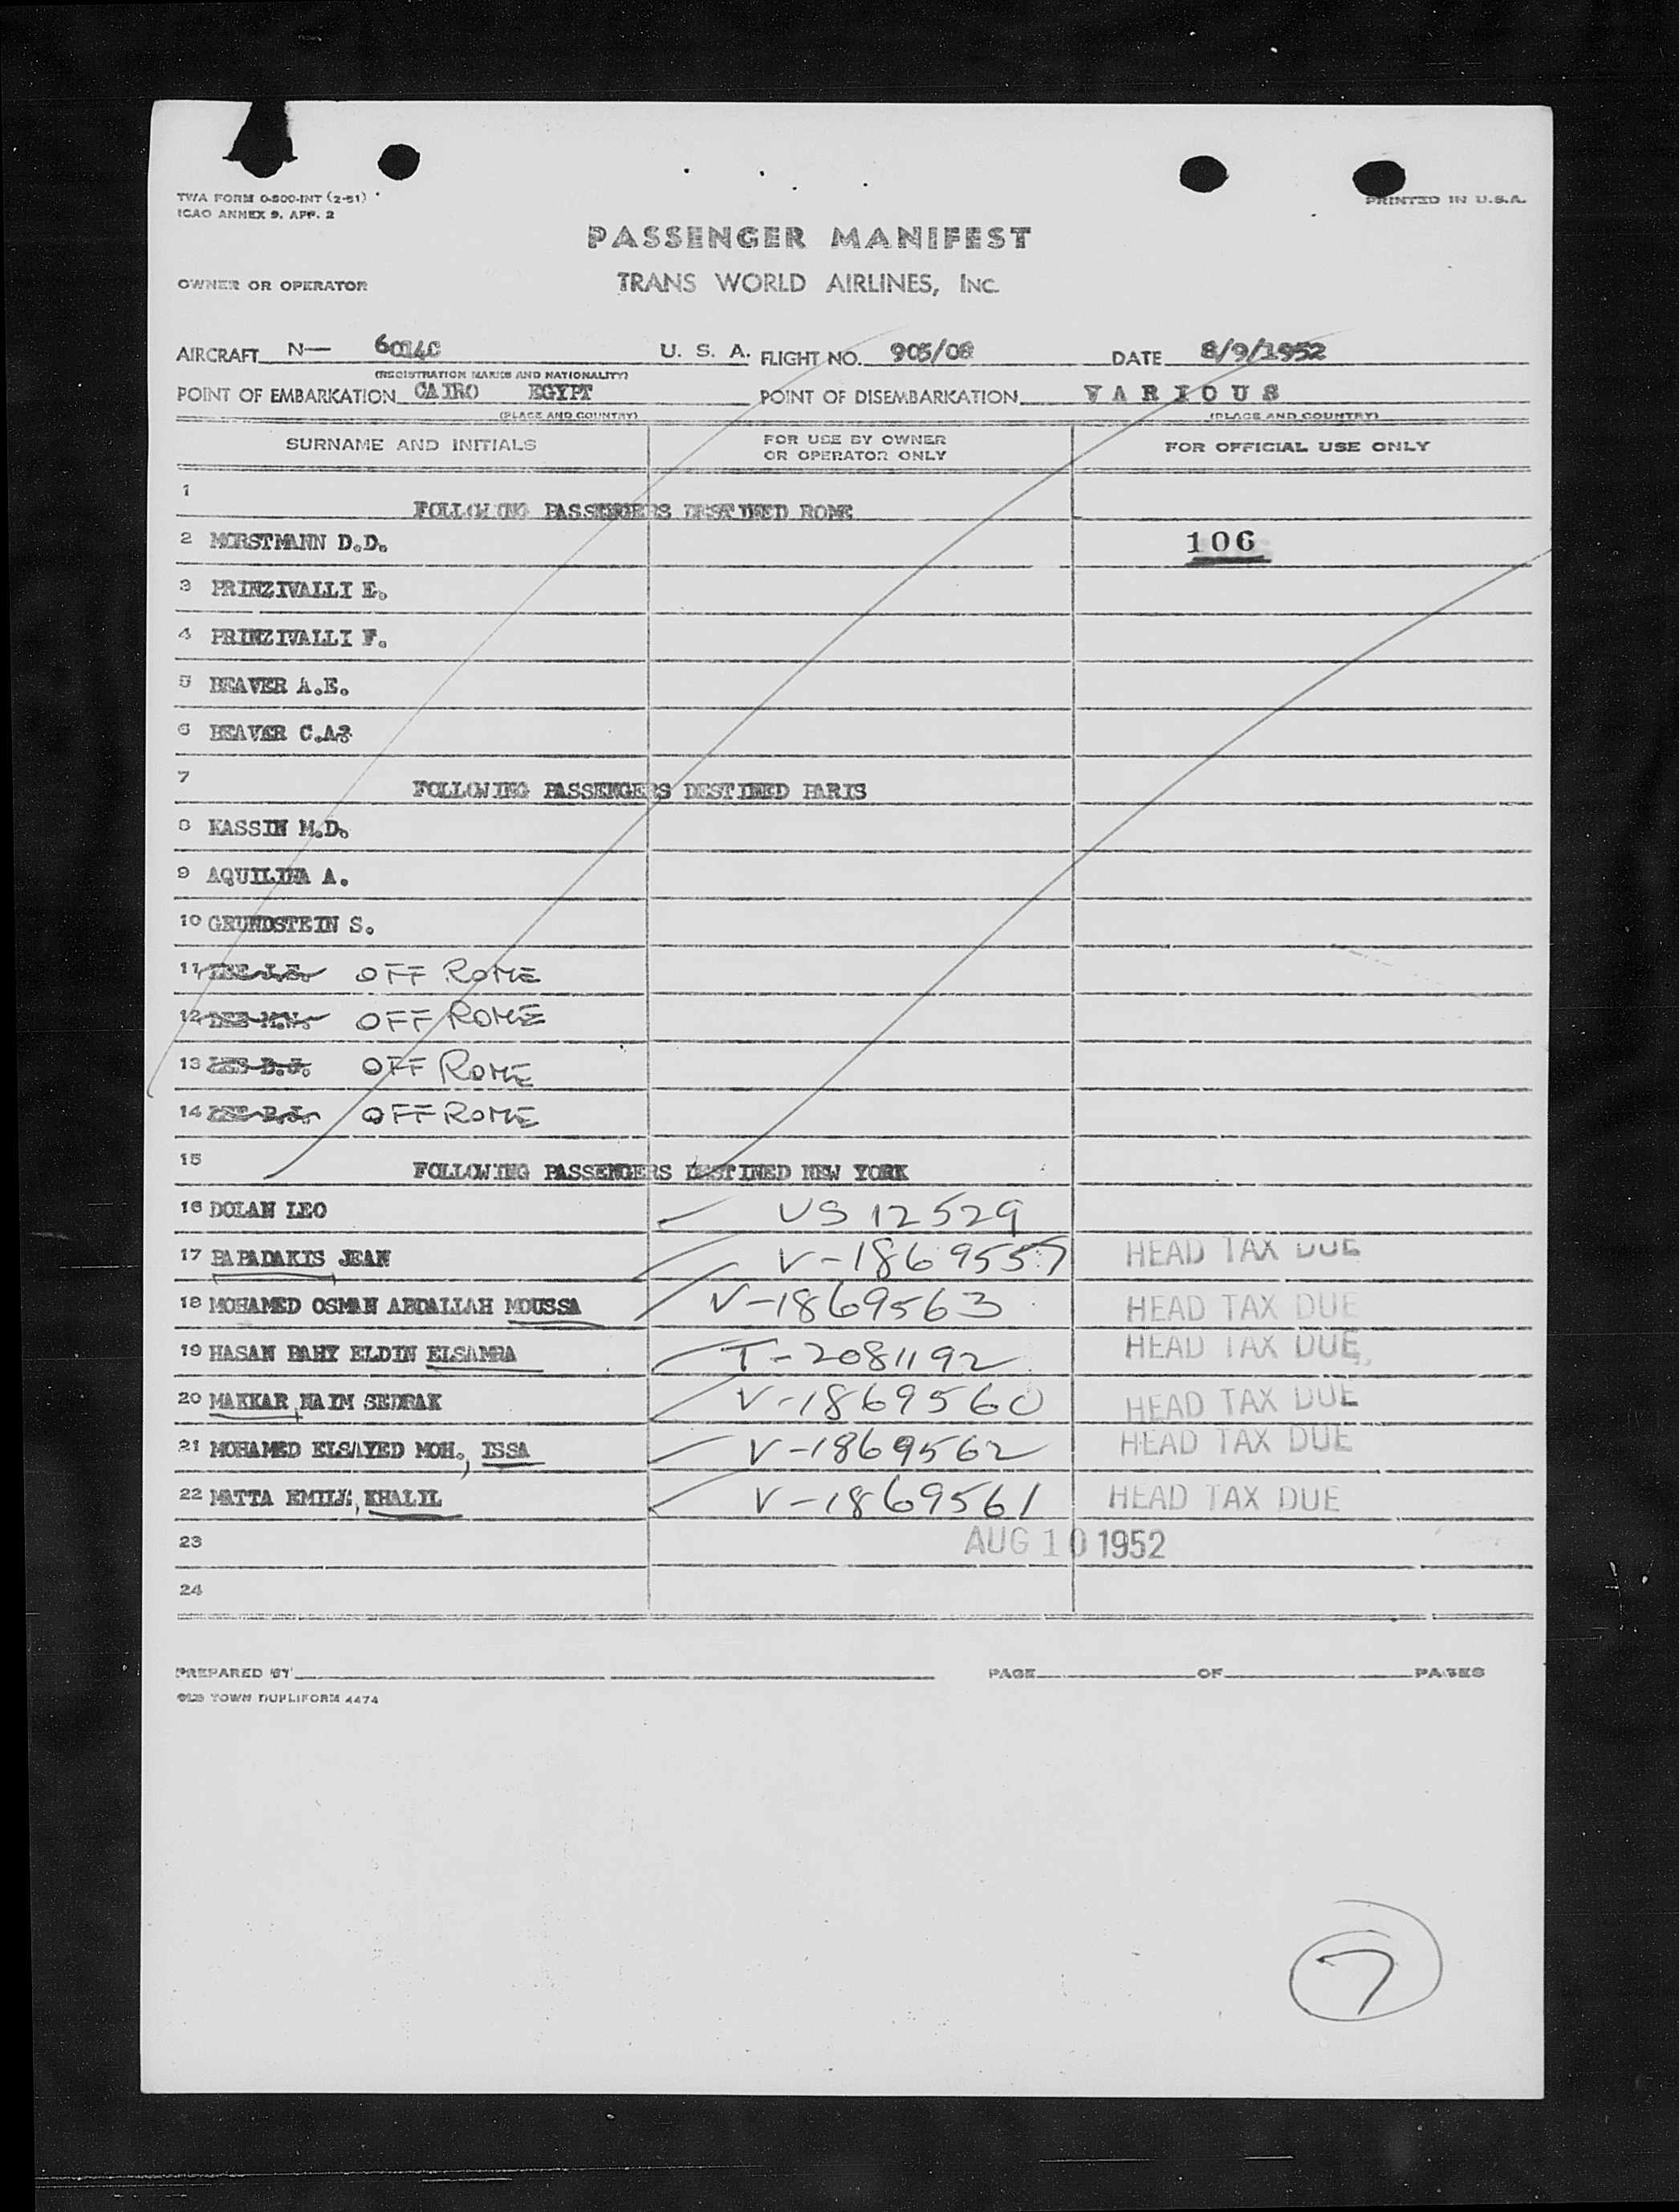 TWA FORM O-800-INT (2-51)
ICAO ANNEX 9, APP. 2
PRINTED IN U.S.A.
PASSENGER MANIFEST
OWNER OR OPERATOR TRANS WORLD AIRLINES, INC.
AIRCRAFT N— 6014C U. S. A. FLIGHT NO. 905/08 DATE 8/9/1952
(REGISTRATION MARKS AND NATIONALITY)
POINT OF EMBARKATION CAIRO EGYPT POINT OF DISEMBARKATION VARIOUS
(PLACE AND COUNTRY) (PLACE AND COUNTRY)
SURNAME AND INITIALS FOR USE BY OWNER OR OPERATOR ONLY FOR OFFICIAL USE ONLY
1 FOLLOWING PASSENGERS DESTINED ROME
2 MORSTMANN D.D. 106
3 PRINZIVALLI E.
4 PRINZIVALLI F.
5 BEAVER A.E.
6 BEAVER C.A?
7 FOLLOWING PASSENGERS DESTINED PARIS
8 KASSIN M.D.
9 AQUILINA A.
10 GRUNDSTEIN S.
11 OFF ROME
12 OFF ROME
13 OFF ROME
14 OFF ROME
15 FOLLOWING PASSENGERS DESTINED NEW YORK
16 DOLAN LEO US 12529
17 PAPADAKIS JEAN V-1869557 HEAD TAX DUE
18 MOHAMED OSMAN ABDALLAH MOUSSA V-1869563 HEAD TAX DUE
19 HASAN BAHY ELDIN ELSAMRA T-2081192 HEAD TAX DUE
20 MAKKAR, NAIM SEDRAK V-1869560 HEAD TAX DUE
21 MOHAMED ELSAYED MOH., ISSA V-1869562 HEAD TAX DUE
22 MATTA EMILE, KHALIL V-1869561 HEAD TAX DUE
23 AUG 10 1952
24
PREPARED BY PAGE OF PAGES
OLD TOWN DUPLIFORM 4474
7